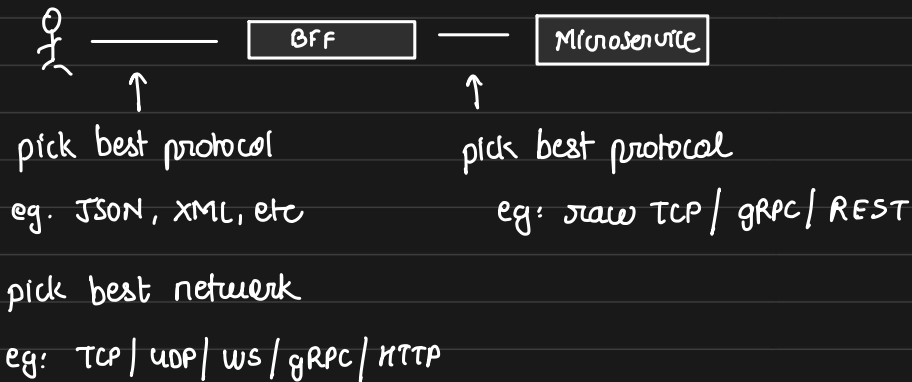 BFF
Microservice
pick best protocol
pick best protocol
eg. JSON, XML, etc
eg: raw TCP / gRPC / REST
pick best network
eg: TCP / UDP / WS / gRPC / HTTP